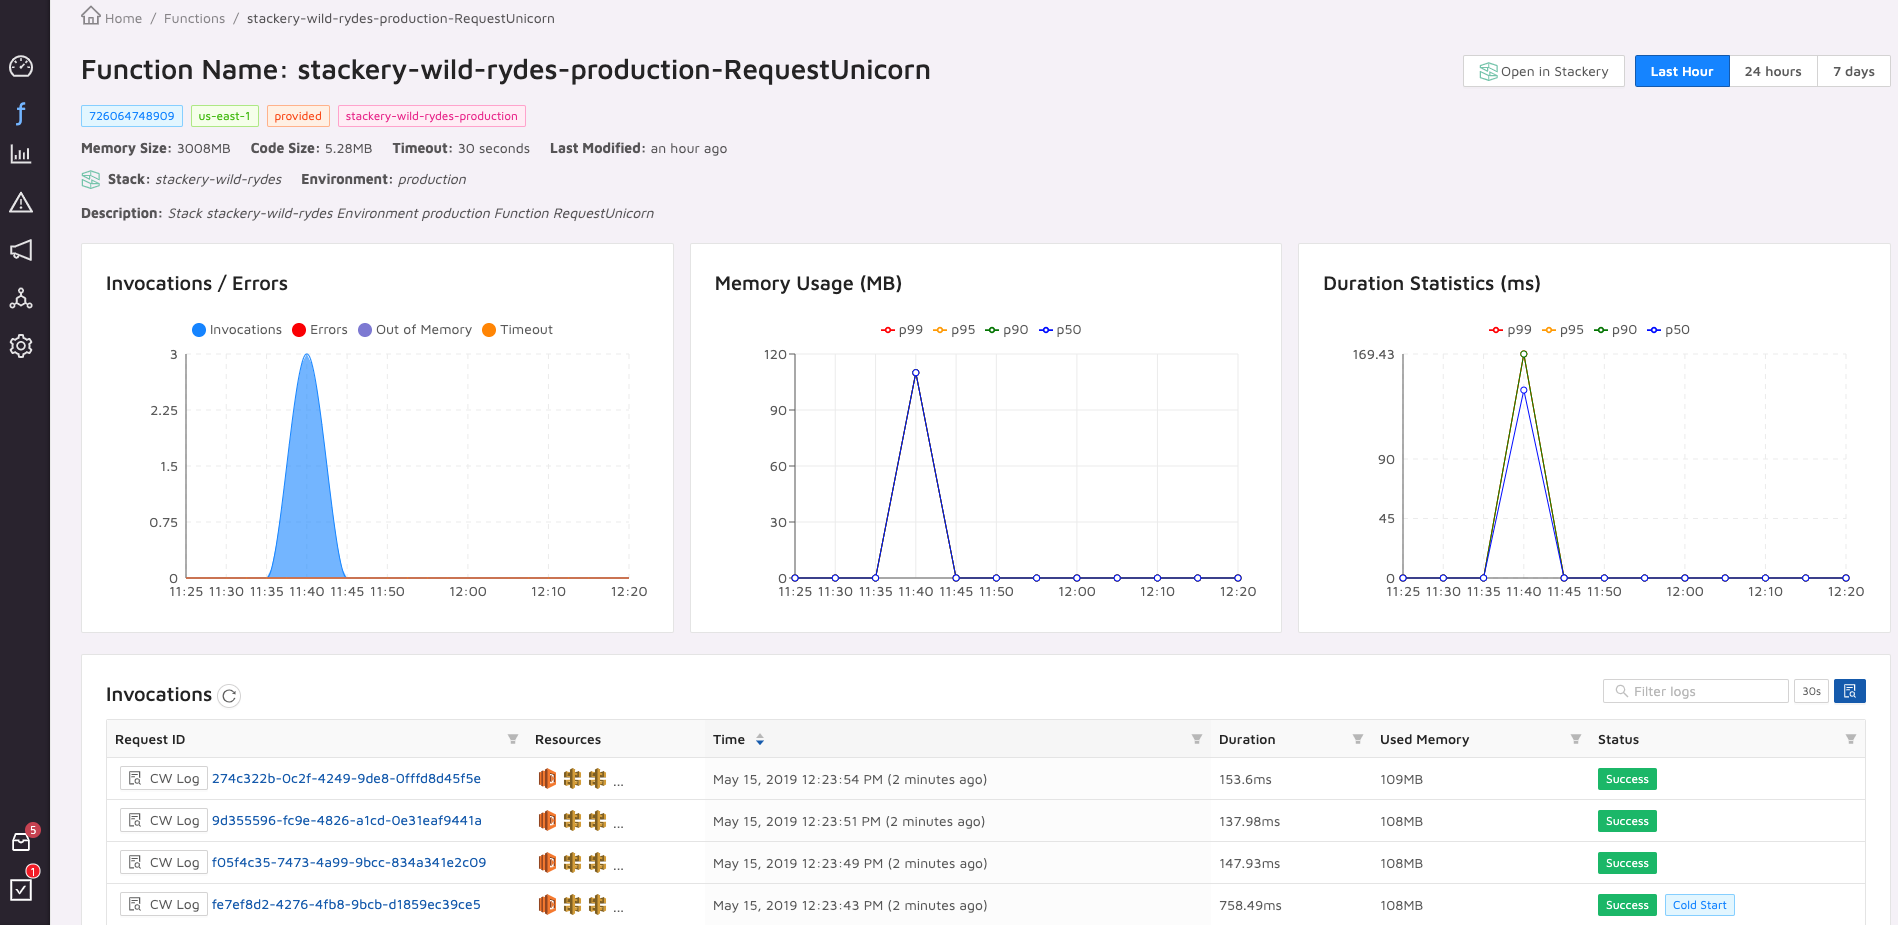 Home / Functions / stackery-wild-rydes-production-RequestUnicorn
Function Name: stackery-wild-rydes-production-RequestUnicorn
Open in Stackery
Last Hour 24 hours 7 days
726064748909 us-east-1 provided stackery-wild-rydes-production
Memory Size: 3008MB Code Size: 5.28MB Timeout: 30 seconds Last Modified: an hour ago
Stack: stackery-wild-rydes Environment: production
Description: Stack stackery-wild-rydes Environment production Function RequestUnicorn
Invocations / Errors
Invocations Errors Out of Memory Timeout
3
2.25
1.5
0.75
0
11:25 11:30 11:35 11:40 11:45 11:50 12:00 12:10 12:20
Memory Usage (MB)
p99 p95 p90 p50
120
90
60
30
0
11:25 11:30 11:35 11:40 11:45 11:50 12:00 12:10 12:20
Duration Statistics (ms)
p99 p95 p90 p50
169.43
90
45
0
11:25 11:30 11:35 11:40 11:45 11:50 12:00 12:10 12:20
Invocations
Filter logs 30s
Request ID Resources Time Duration Used Memory Status
CW Log 274c322b-0c2f-4249-9de8-0fffd8d45f5e ... May 15, 2019 12:23:54 PM (2 minutes ago) 153.6ms 109MB Success
CW Log 9d355596-fc9e-4826-a1cd-0e31eaf9441a ... May 15, 2019 12:23:51 PM (2 minutes ago) 137.98ms 108MB Success
CW Log f05f4c35-7473-4a99-9bcc-834a341e2c09 ... May 15, 2019 12:23:49 PM (2 minutes ago) 147.93ms 108MB Success
CW Log fe7ef8d2-4276-4fb8-9bcb-d1859ec39ce5 ... May 15, 2019 12:23:43 PM (2 minutes ago) 758.49ms 108MB Success Cold Start
5
1